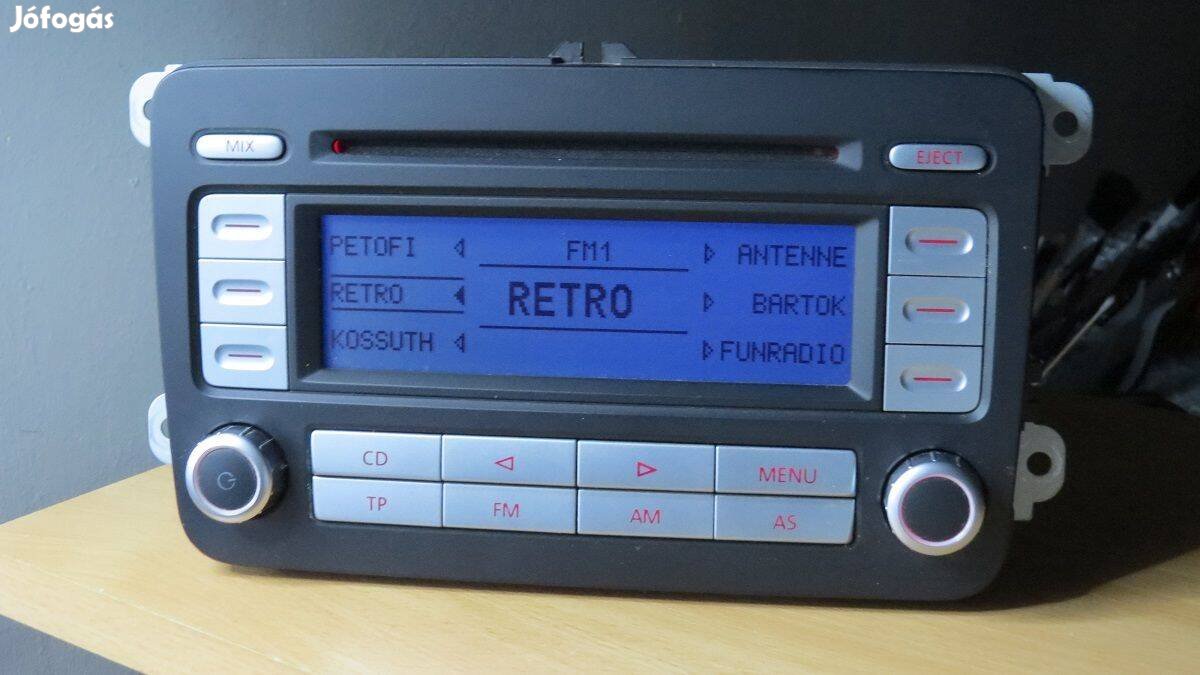 Jófogás
MIX
EJECT
PETOFI FM1 ANTENNE
RETRO RETRO BARTOK
KOSSUTH FUNRADIO
CD MENU
TP FM AM AS